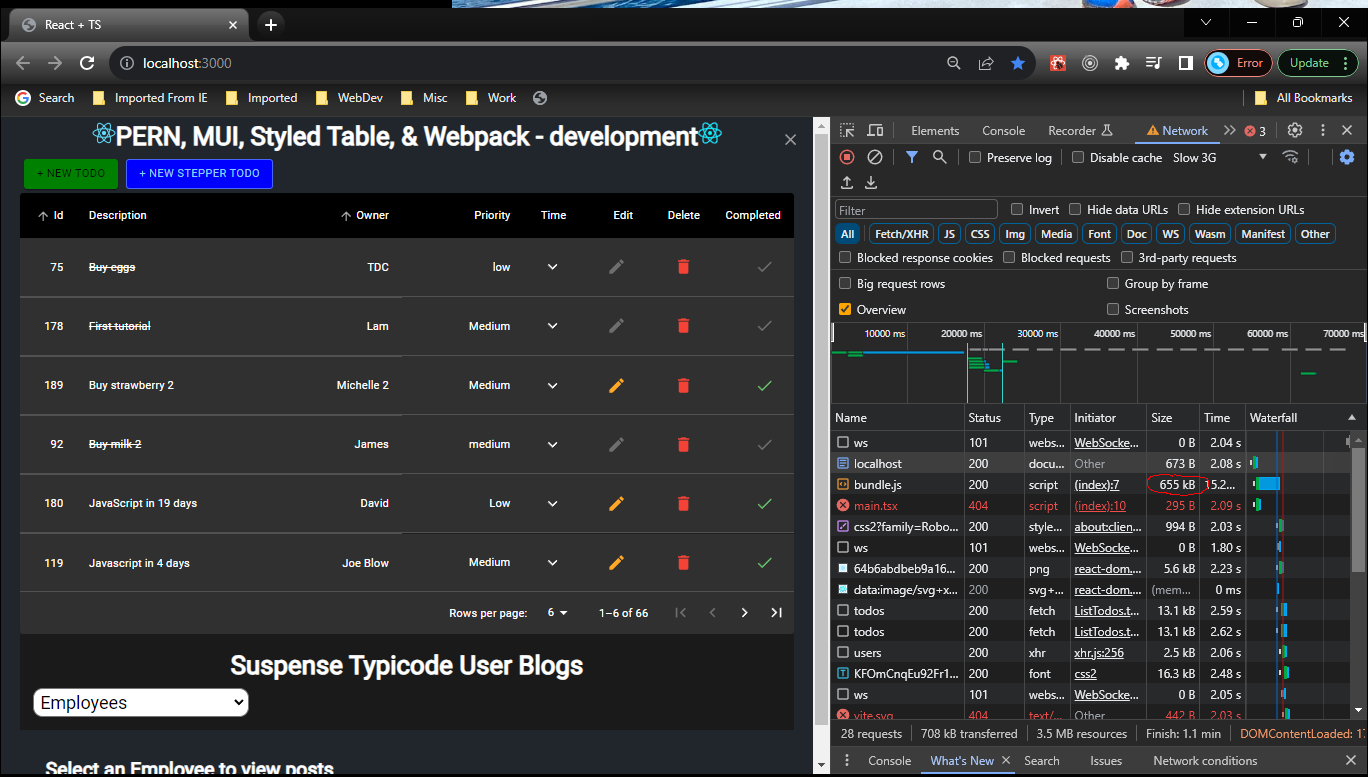 React + TS
localhost:3000
Error
Update
Search
Imported From IE
Imported
WebDev
Misc
Work
All Bookmarks
PERN, MUI, Styled Table, & Webpack - development
+ NEW TODO
+ NEW STEPPER TODO
Id Description Owner Priority Time Edit Delete Completed
75 Buy eggs TDC low
178 First tutorial Lam Medium
189 Buy strawberry 2 Michelle 2 Medium
92 Buy milk 2 James medium
180 JavaScript in 19 days David Low
119 Javascript in 4 days Joe Blow Medium
Rows per page: 6 1–6 of 66
Suspense Typicode User Blogs
Employees
Select an Employee to view posts
Elements Console Recorder Network 3
Preserve log Disable cache Slow 3G
Filter Invert Hide data URLs Hide extension URLs
All Fetch/XHR JS CSS Img Media Font Doc WS Wasm Manifest Other
Blocked response cookies Blocked requests 3rd-party requests
Big request rows Group by frame
Overview Screenshots
10000 ms 20000 ms 30000 ms 40000 ms 50000 ms 60000 ms 70000 ms
Name Status Type Initiator Size Time Waterfall
ws 101 webs... WebSocke... 0 B 2.04 s
localhost 200 docu... Other 673 B 2.08 s
bundle.js 200 script (index):7 655 kB 15.2...
main.tsx 404 script (index):10 295 B 2.09 s
css2?family=Robo... 200 style... about:clien... 994 B 2.03 s
ws 101 webs... WebSocke... 0 B 1.80 s
64b6abdbeb9a16... 200 png react-dom.... 5.6 kB 2.23 s
data:image/svg+x... 200 svg+... react-dom.... (mem... 0 ms
todos 200 fetch ListTodos.t... 13.1 kB 2.59 s
todos 200 fetch ListTodos.t... 13.1 kB 2.62 s
users 200 xhr xhr.js:256 2.5 kB 2.06 s
KFOmCnqEu92Fr1... 200 font css2 16.3 kB 2.48 s
ws 101 webs... WebSocke... 0 B 2.05 s
vite.svg 404 text/... Other 442 B 2.03 s
28 requests 708 kB transferred 3.5 MB resources Finish: 1.1 min DOMContentLoaded: 17
Console What's New Search Issues Network conditions